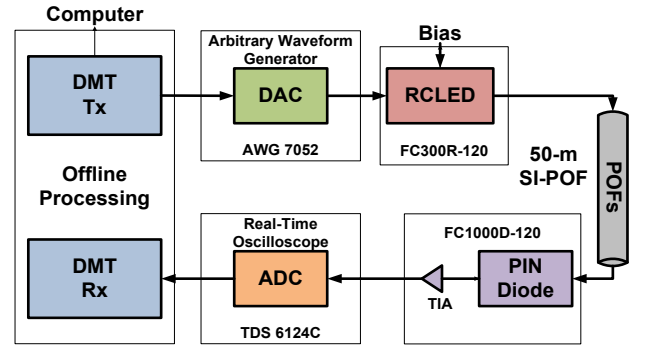 Computer
DMT
Tx
Offline
Processing
DMT
Rx
Arbitrary Waveform
Generator
DAC
AWG 7052
Bias
RCLED
FC300R-120
50-m
SI-POF
POFs
Real-Time
Oscilloscope
ADC
TDS 6124C
FC1000D-120
TIA
PIN
Diode